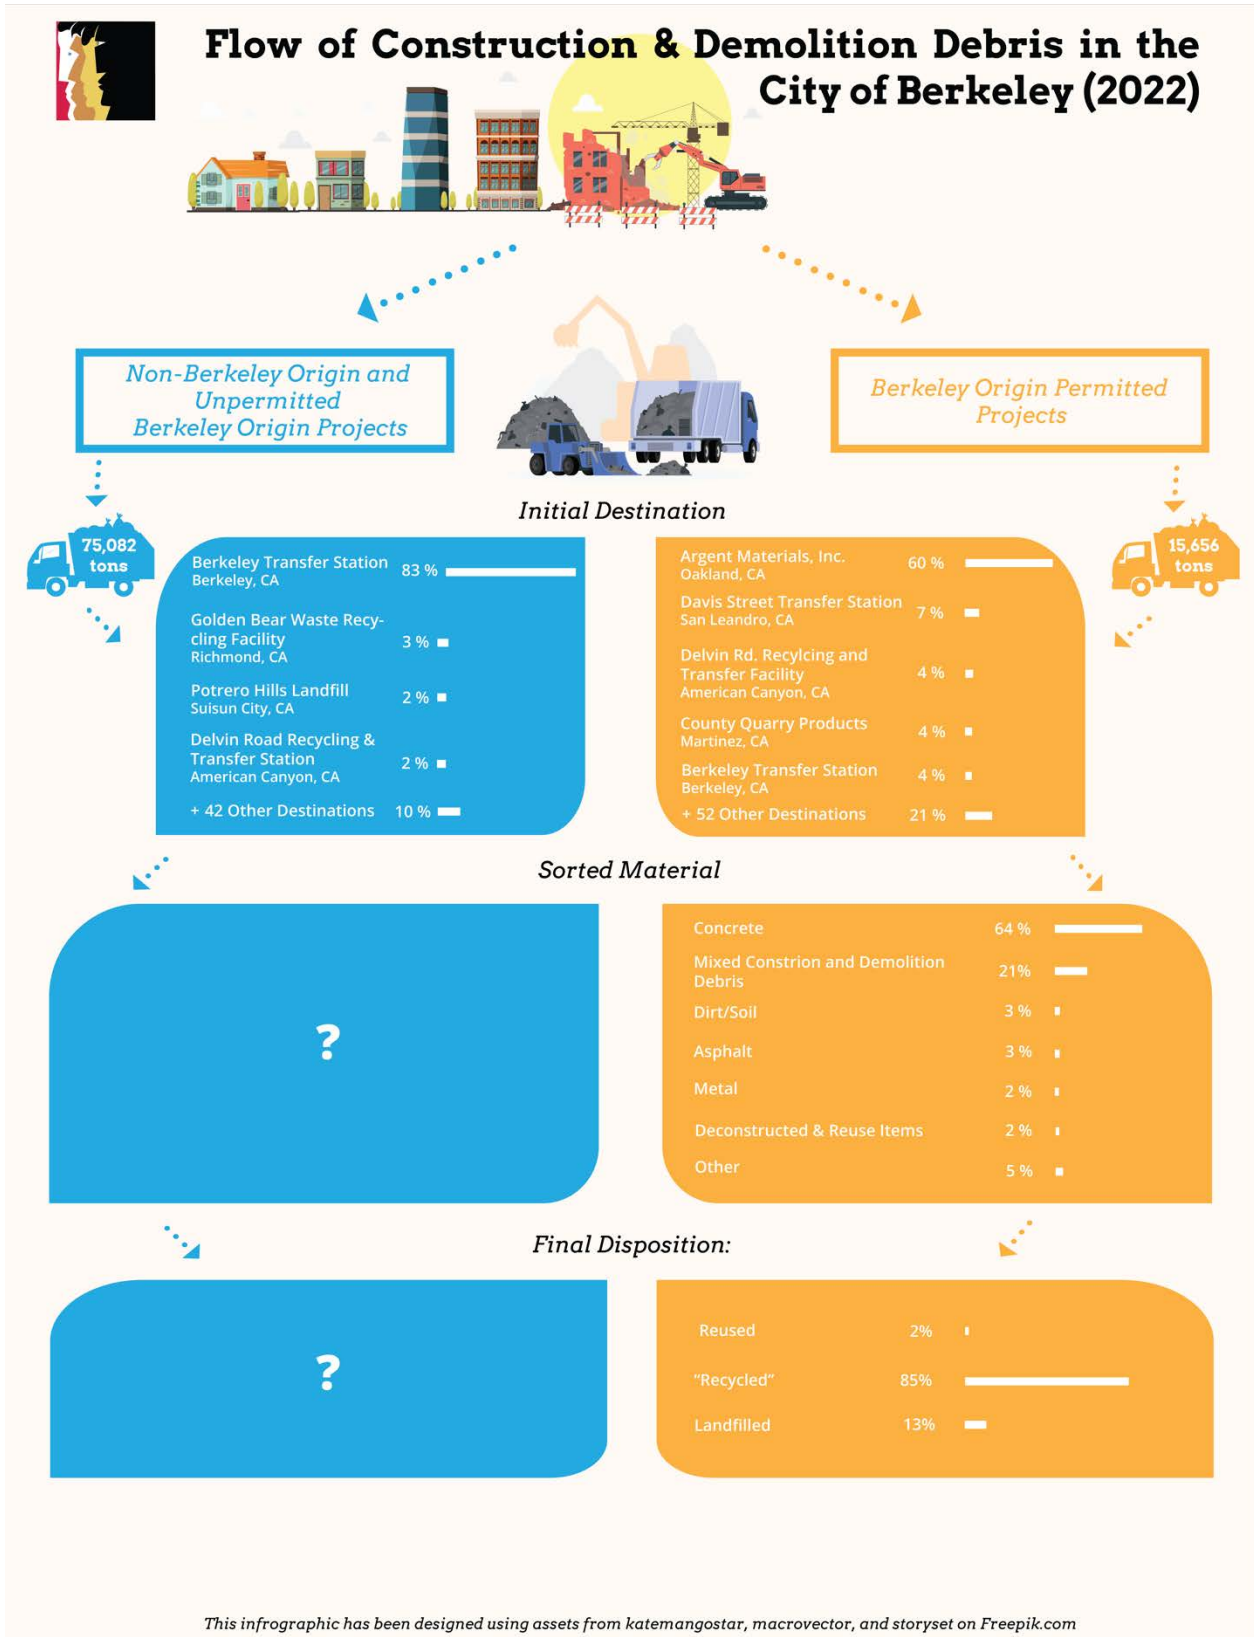 Flow of Construction & Demolition Debris in the
City of Berkeley (2022)
Non-Berkeley Origin and
Unpermitted
Berkeley Origin Projects
Berkeley Origin Permitted
Projects
Initial Destination
75,082
tons
Berkeley Transfer Station
Berkeley, CA
83 %
Golden Bear Waste Recy-
cling Facility
Richmond, CA
3 %
Potrero Hills Landfill
Suisun City, CA
2 %
Delvin Road Recycling &
Transfer Station
American Canyon, CA
2 %
+ 42 Other Destinations 10 %
15,656
tons
Argent Materials, Inc.
Oakland, CA
60 %
Davis Street Transfer Station
San Leandro, CA
7 %
Delvin Rd. Recylcing and
Transfer Facility
American Canyon, CA
4 %
County Quarry Products
Martinez, CA
4 %
Berkeley Transfer Station
Berkeley, CA
4 %
+ 52 Other Destinations 21 %
Sorted Material
?
Concrete 64 %
Mixed Constrion and Demolition
Debris
21%
Dirt/Soil 3 %
Asphalt 3 %
Metal 2 %
Deconstructed & Reuse Items 2 %
Other 5 %
Final Disposition:
?
Reused 2%
“Recycled” 85%
Landfilled 13%
This infrographic has been designed using assets from katemangostar, macrovector, and storyset on Freepik.com